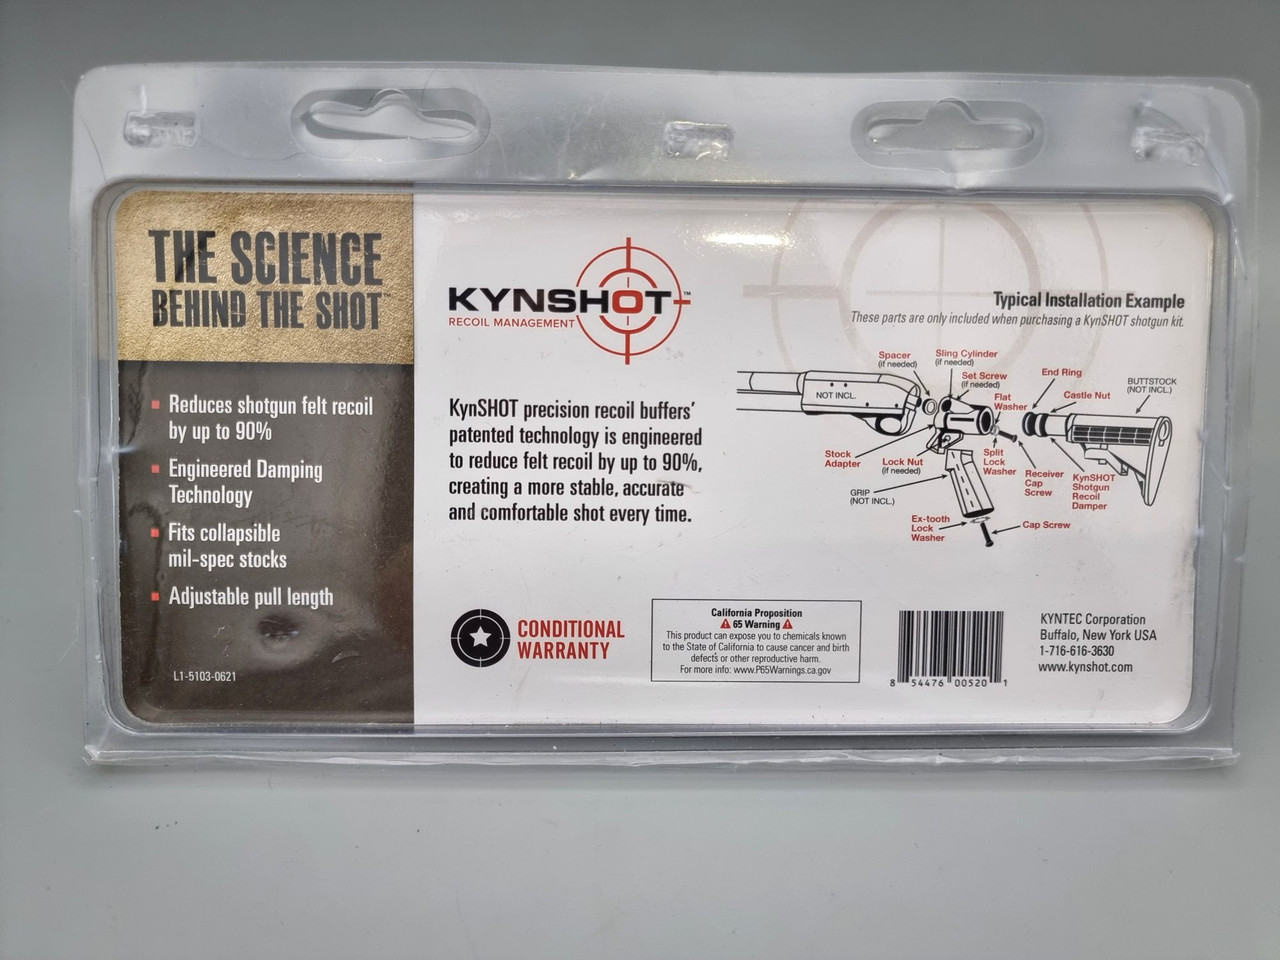 THE SCIENCE
BEHIND THE SHOT™
Reduces shotgun felt recoil
by up to 90%
Engineered Damping
Technology
Fits collapsible
mil-spec stocks
Adjustable pull length
L1-5103-0621
KYNSHOT™
RECOIL MANAGEMENT
KynSHOT precision recoil buffers'
patented technology is engineered
to reduce felt recoil by up to 90%,
creating a more stable, accurate
and comfortable shot every time.
CONDITIONAL
WARRANTY
Typical Installation Example
These parts are only included when purchasing a KynSHOT shotgun kit.
Spacer
(if needed)
Sling Cylinder
(if needed)
Set Screw
(if needed)
Flat
Washer
End Ring
Castle Nut
BUTTSTOCK
(NOT INCL.)
NOT INCL.
Stock
Adapter
Lock Nut
(if needed)
Split
Lock
Washer
Receiver
Cap
Screw
KynSHOT
Shotgun
Recoil
Damper
GRIP
(NOT INCL.)
Ex-tooth
Lock
Washer
Cap Screw
California Proposition
65 Warning
This product can expose you to chemicals known
to the State of California to cause cancer and birth
defects or other reproductive harm.
For more info: www.P65Warnings.ca.gov
8 54476 00520 1
KYNTEC Corporation
Buffalo, New York USA
1-716-616-3630
www.kynshot.com